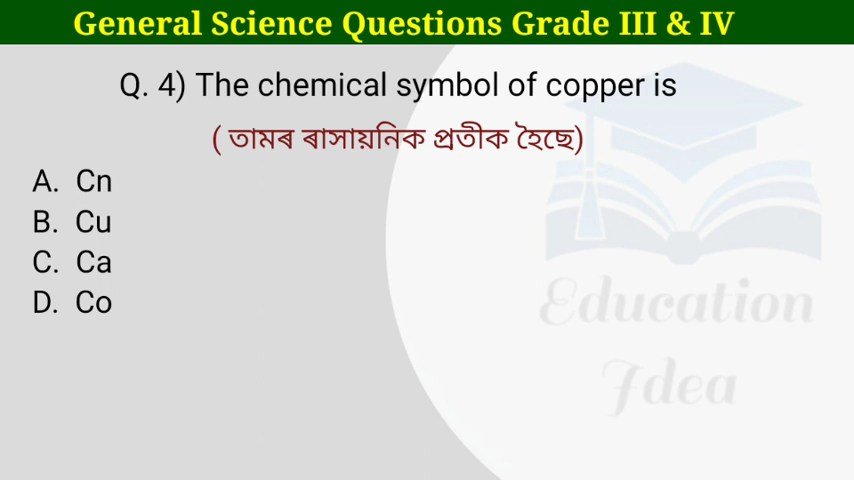 General Science Questions Grade III & IV
Q. 4) The chemical symbol of copper is
( তামৰ ৰাসায়নিক প্ৰতীক হৈছে)
A. Cn
B. Cu
C. Ca
D. Co
Education
Idea